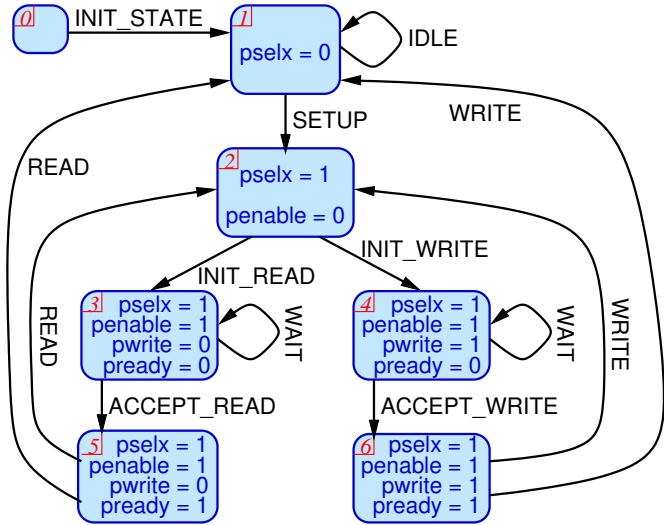 0
INIT_STATE
1
pselx = 0
IDLE
SETUP
WRITE
READ
2
pselx = 1
penable = 0
INIT_WRITE
INIT_READ
3
pselx = 1
penable = 1
pwrite = 0
pready = 0
WAIT
4
pselx = 1
penable = 1
pwrite = 1
pready = 0
WAIT
READ
WRITE
ACCEPT_READ
ACCEPT_WRITE
5
pselx = 1
penable = 1
pwrite = 0
pready = 1
6
pselx = 1
penable = 1
pwrite = 1
pready = 1